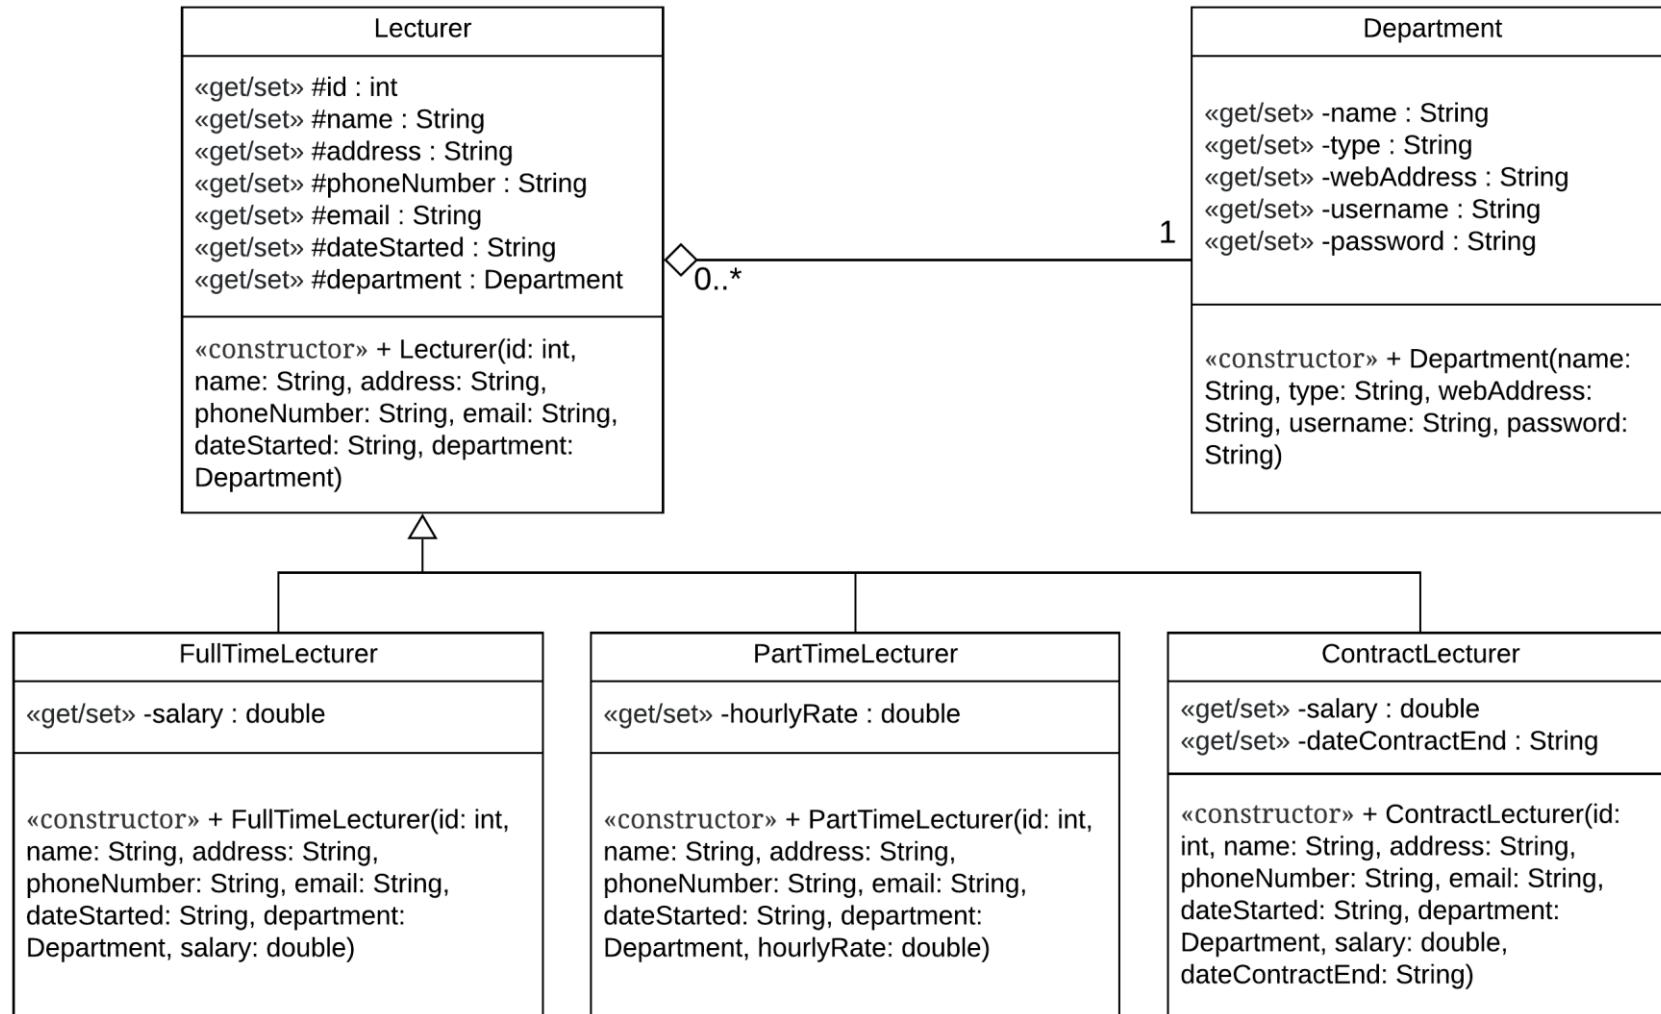 Lecturer
«get/set» #id : int
«get/set» #name : String
«get/set» #address : String
«get/set» #phoneNumber : String
«get/set» #email : String
«get/set» #dateStarted : String
«get/set» #department : Department
«constructor» + Lecturer(id: int,
name: String, address: String,
phoneNumber: String, email: String,
dateStarted: String, department:
Department)
0..*
1
Department
«get/set» -name : String
«get/set» -type : String
«get/set» -webAddress : String
«get/set» -username : String
«get/set» -password : String
«constructor» + Department(name:
String, type: String, webAddress:
String, username: String, password:
String)
FullTimeLecturer
«get/set» -salary : double
«constructor» + FullTimeLecturer(id: int,
name: String, address: String,
phoneNumber: String, email: String,
dateStarted: String, department:
Department, salary: double)
PartTimeLecturer
«get/set» -hourlyRate : double
«constructor» + PartTimeLecturer(id: int,
name: String, address: String,
phoneNumber: String, email: String,
dateStarted: String, department:
Department, hourlyRate: double)
ContractLecturer
«get/set» -salary : double
«get/set» -dateContractEnd : String
«constructor» + ContractLecturer(id:
int, name: String, address: String,
phoneNumber: String, email: String,
dateStarted: String, department:
Department, salary: double,
dateContractEnd: String)